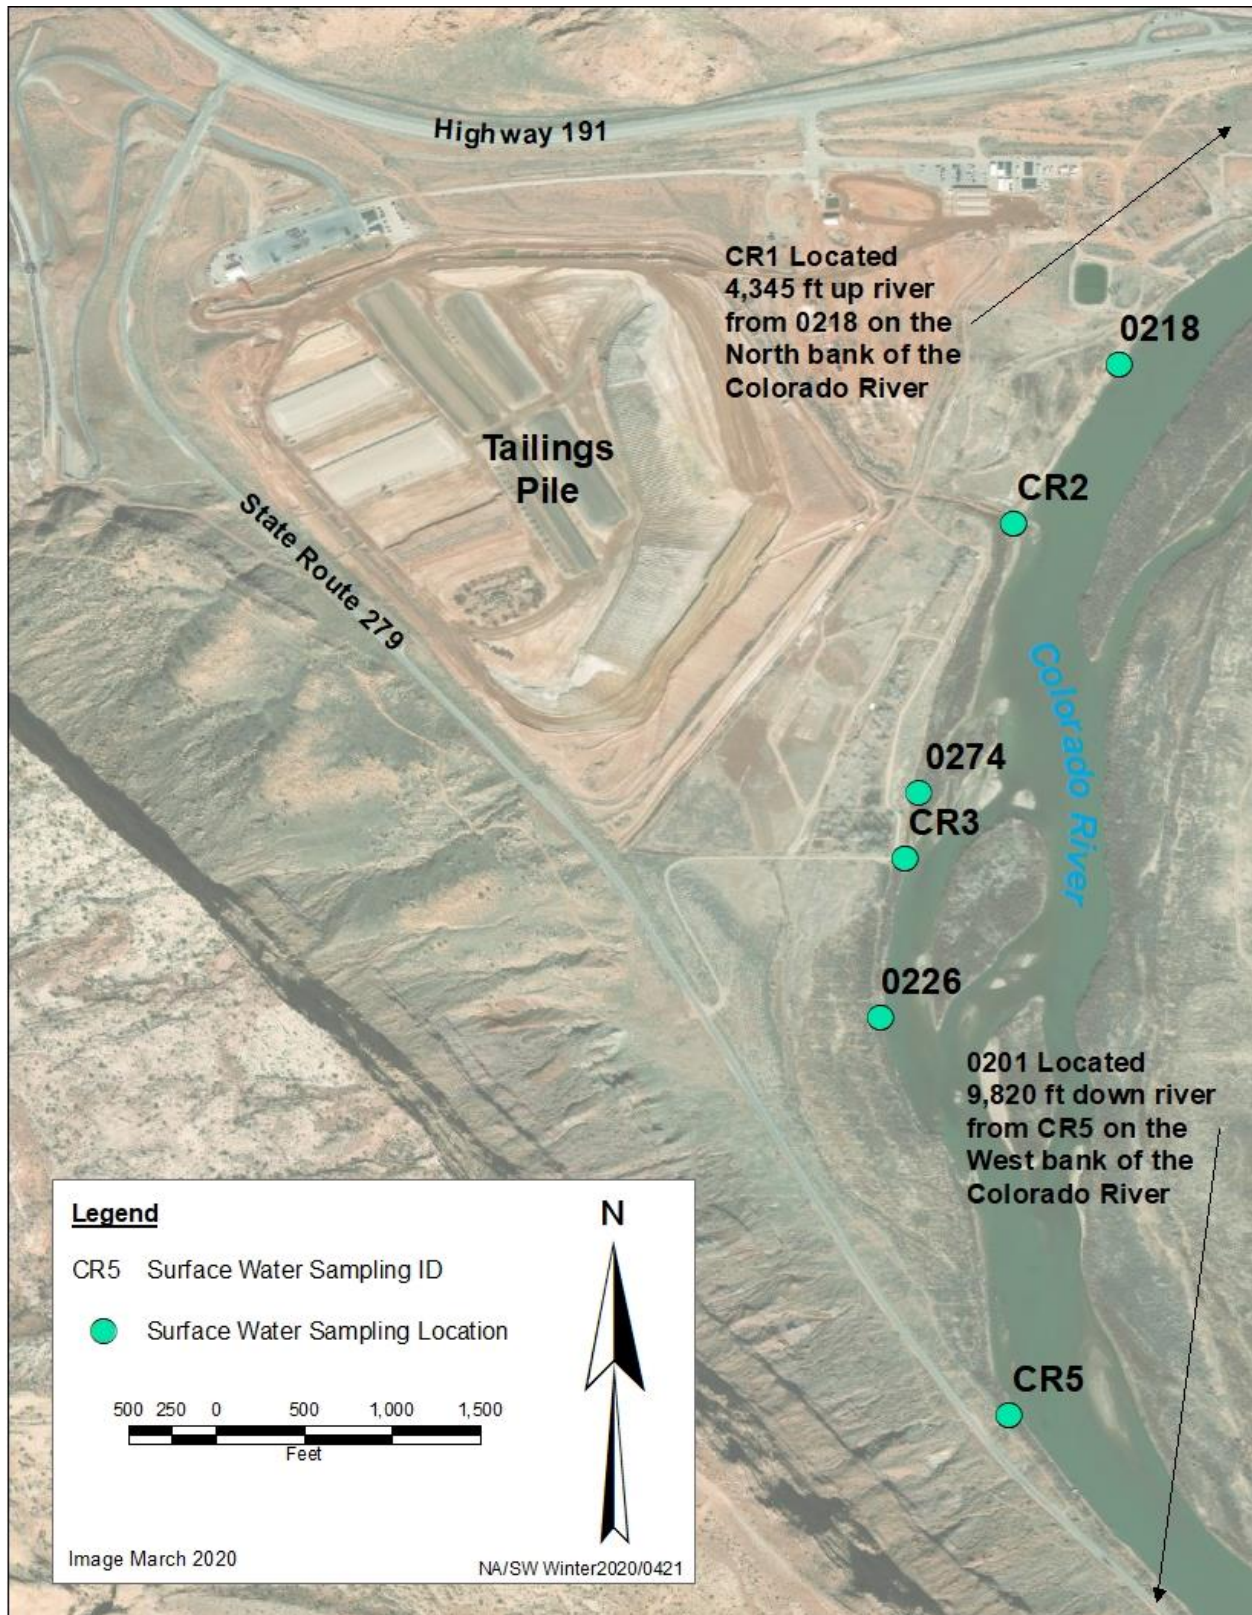 Highway 191
CR1 Located
4,345 ft up river
from 0218 on the
North bank of the
Colorado River
0218
CR2
Tailings
Pile
State Route 279
Colorado River
0274
CR3
0226
0201 Located
9,820 ft down river
from CR5 on the
West bank of the
Colorado River
CR5
Legend
N
CR5 Surface Water Sampling ID
Surface Water Sampling Location
500 250 0 500 1,000 1,500
Feet
Image March 2020
NA/SW Winter2020/0421